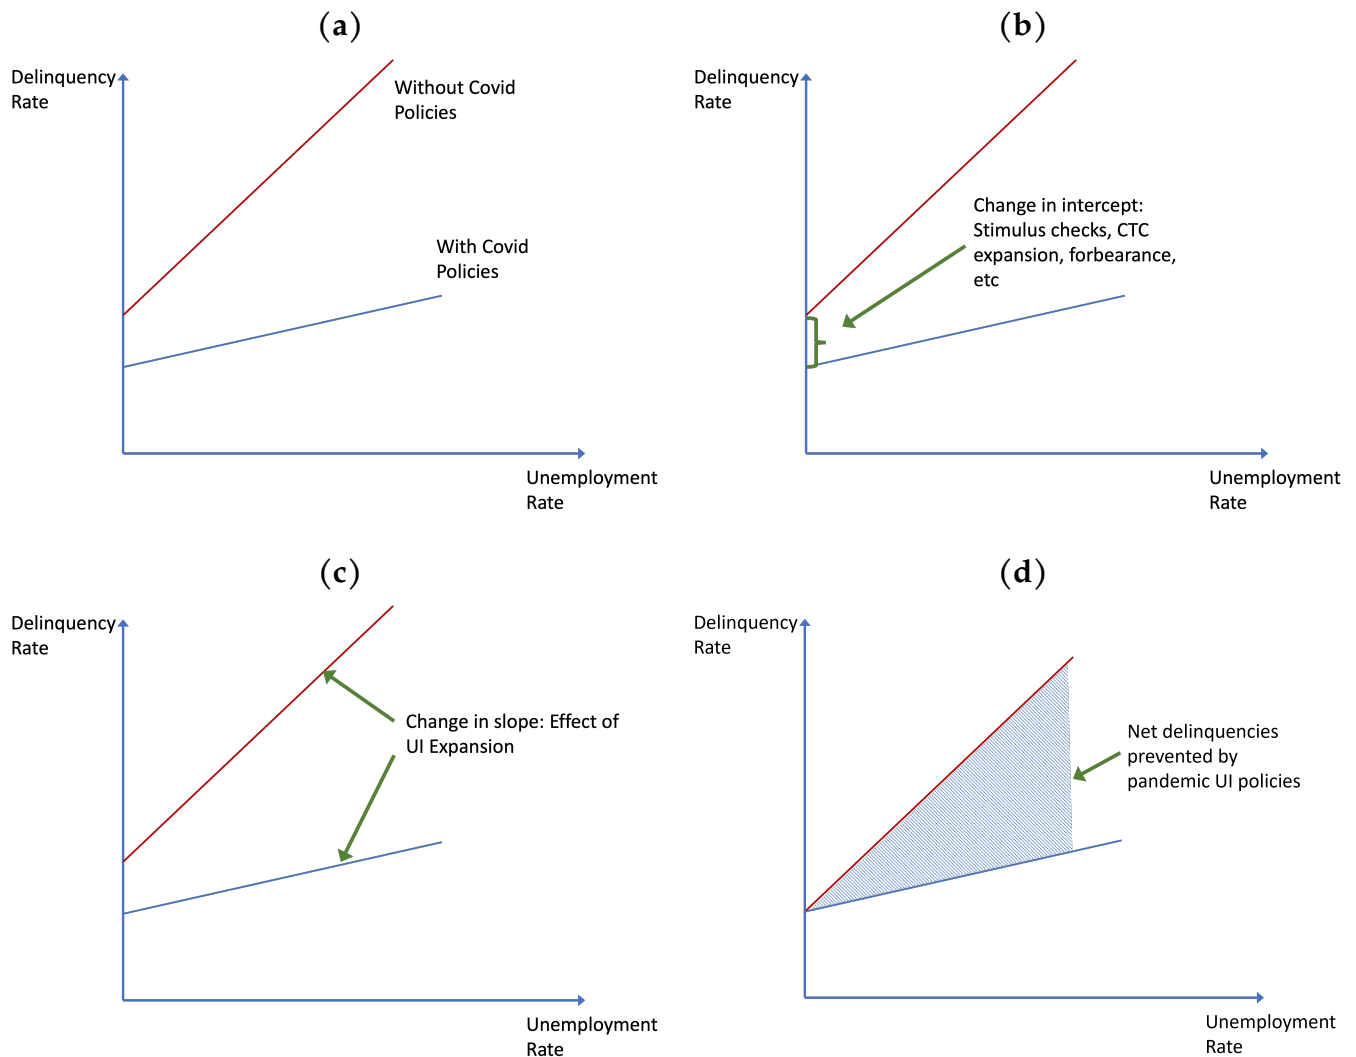 (a)
Delinquency
Rate
Without Covid
Policies
With Covid
Policies
Unemployment
Rate
(b)
Delinquency
Rate
Change in intercept:
Stimulus checks, CTC
expansion, forbearance,
etc
Unemployment
Rate
(c)
Delinquency
Rate
Change in slope: Effect of
UI Expansion
Unemployment
Rate
(d)
Delinquency
Rate
Net delinquencies
prevented by
pandemic UI policies
Unemployment
Rate